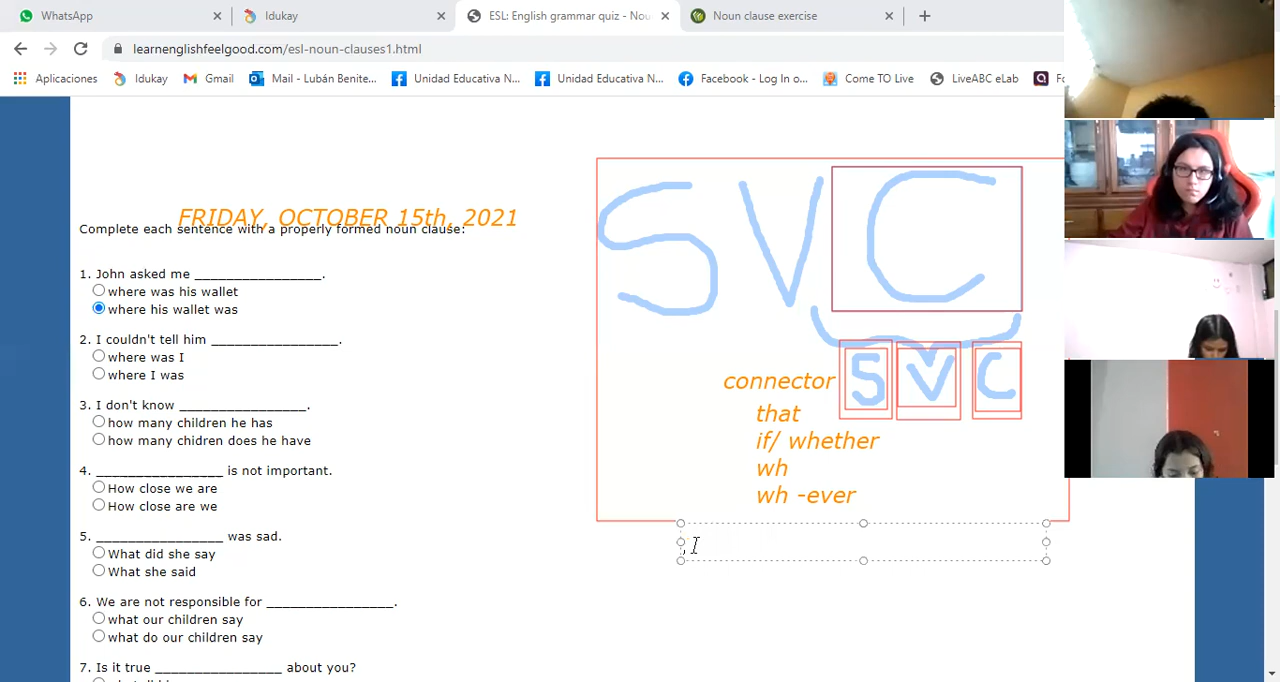 WhatsApp
Idukay
ESL: English grammar quiz - Nou
Noun clause exercise
learnenglishfeelgood.com/esl-noun-clauses1.html
Aplicaciones
Idukay
Gmail
Mail - Lubán Benite...
Unidad Educativa N...
Unidad Educativa N...
Facebook - Log In o...
Come TO Live
LiveABC eLab
FRIDAY, OCTOBER 15th, 2021
Complete each sentence with a properly formed noun clause:
1. John asked me ________________.
where was his wallet
where his wallet was
2. I couldn't tell him ________________.
where was I
where I was
3. I don't know ________________.
how many children he has
how many chidren does he have
4. ________________ is not important.
How close we are
How close are we
5. ________________ was sad.
What did she say
What she said
6. We are not responsible for ________________.
what our children say
what do our children say
7. Is it true ________________ about you?
S V C
connector S V C
that
if/ whether
wh
wh -ever
,